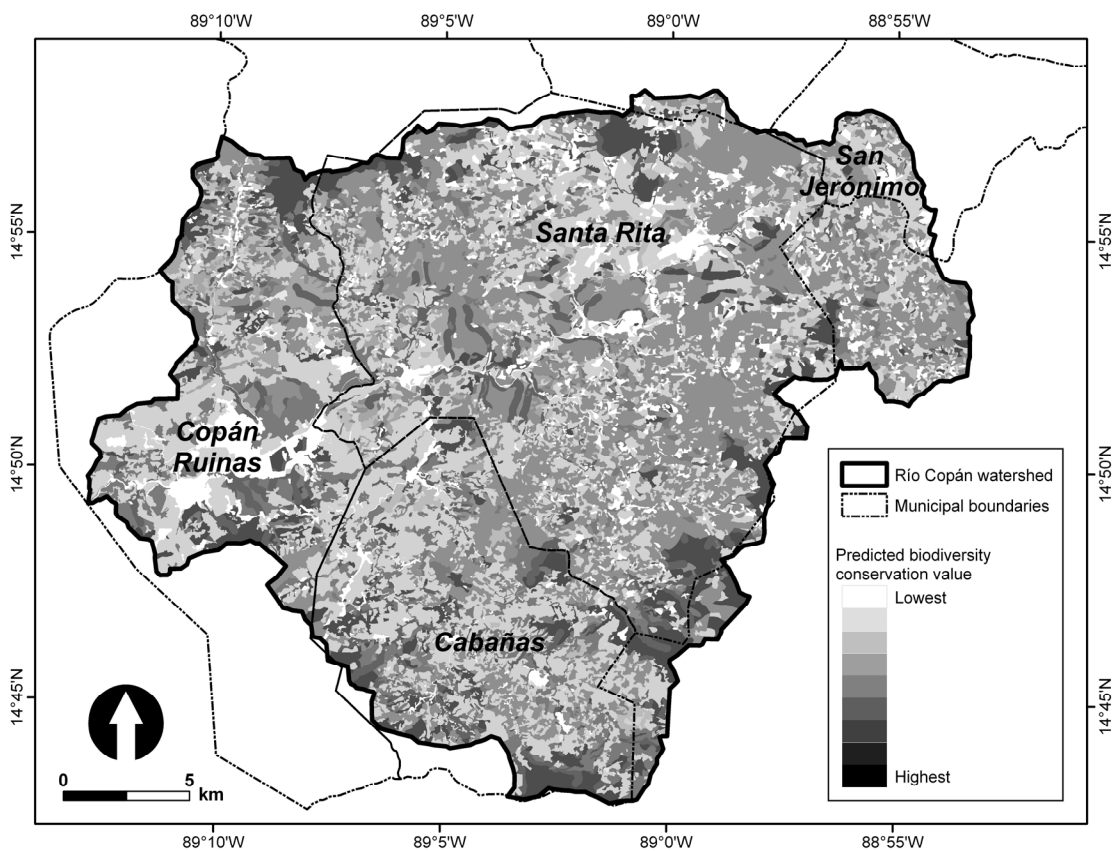 89°10'W 89°5'W 89°0'W 88°55'W
14°55'N
14°50'N
14°45'N
14°55'N
14°50'N
14°45'N
San
Jerónimo
Santa Rita
Copán
Ruinas
Cabañas
Río Copán watershed
Municipal boundaries
Predicted biodiversity
conservation value
Lowest
Highest
0 5
km
89°10'W 89°5'W 89°0'W 88°55'W